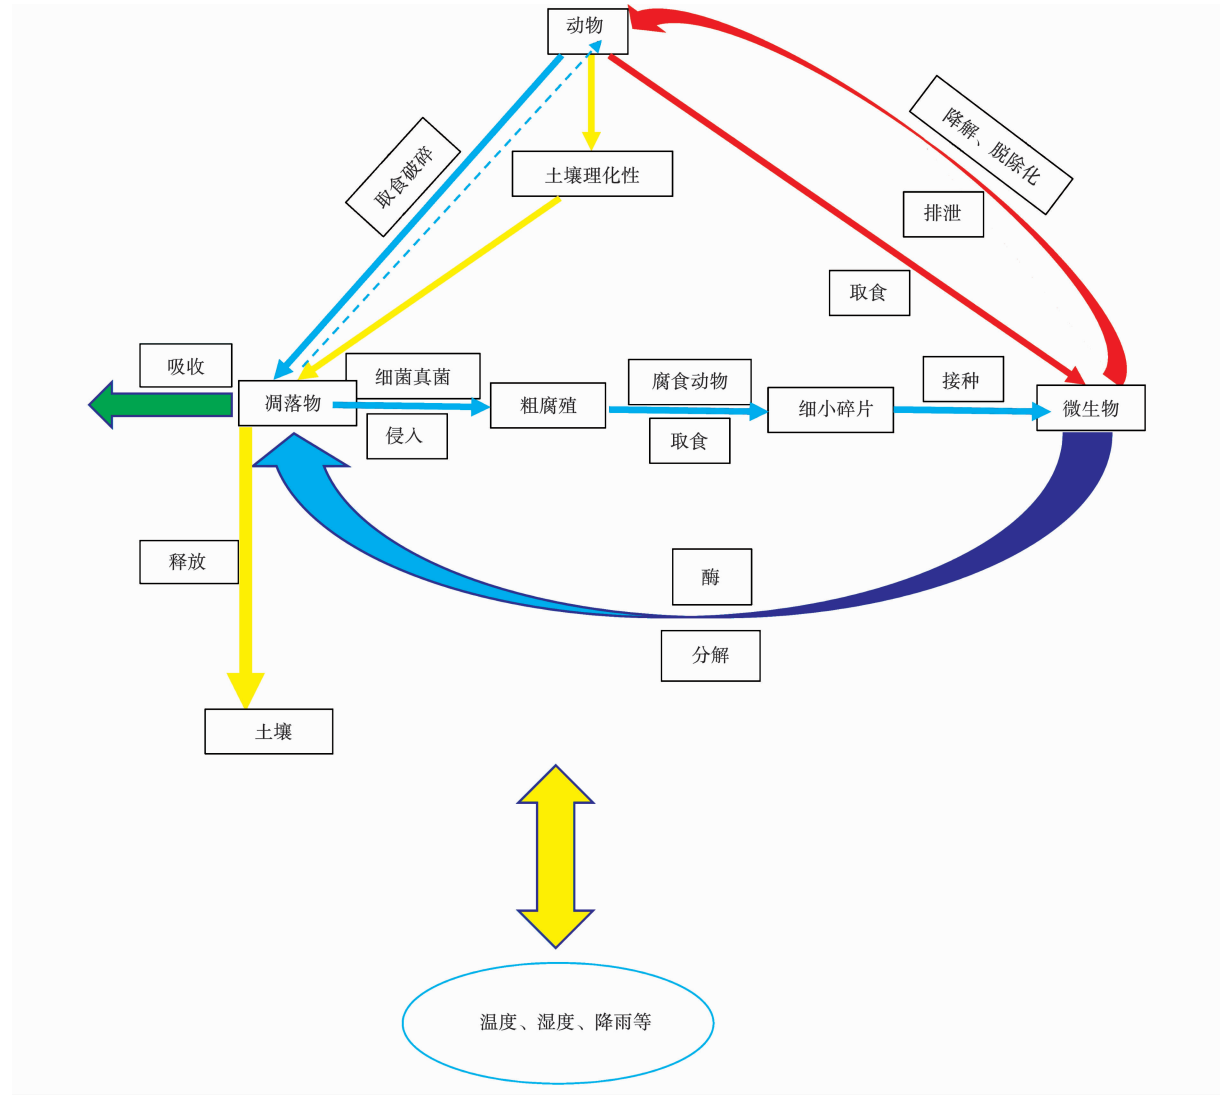 动物
降解、脱除化
取食破碎
土壤理化性
排泄
取食
吸收
细菌真菌
腐食动物
接种
凋落物
粗腐殖
细小碎片
微生物
侵入
取食
释放
酶
分解
土壤
温度、湿度、降雨等